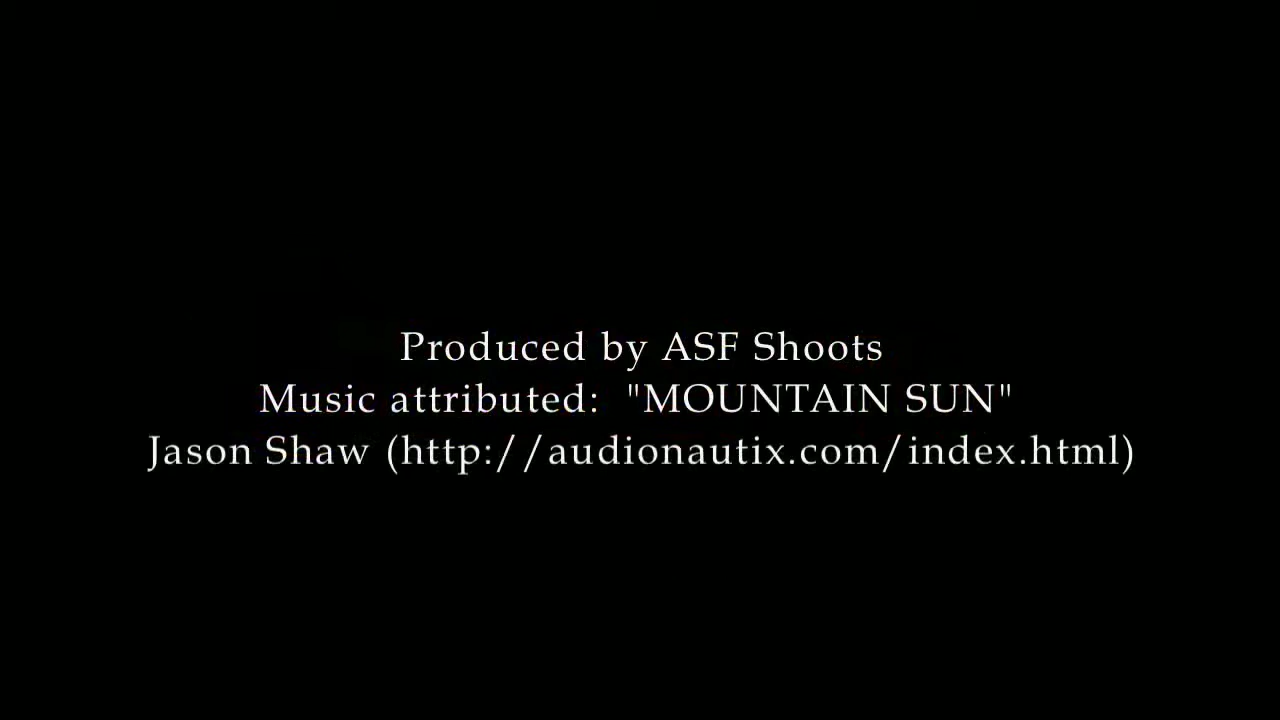 Produced by ASF Shoots
Music attributed:  "MOUNTAIN SUN"
Jason Shaw (http://audionautix.com/index.html)